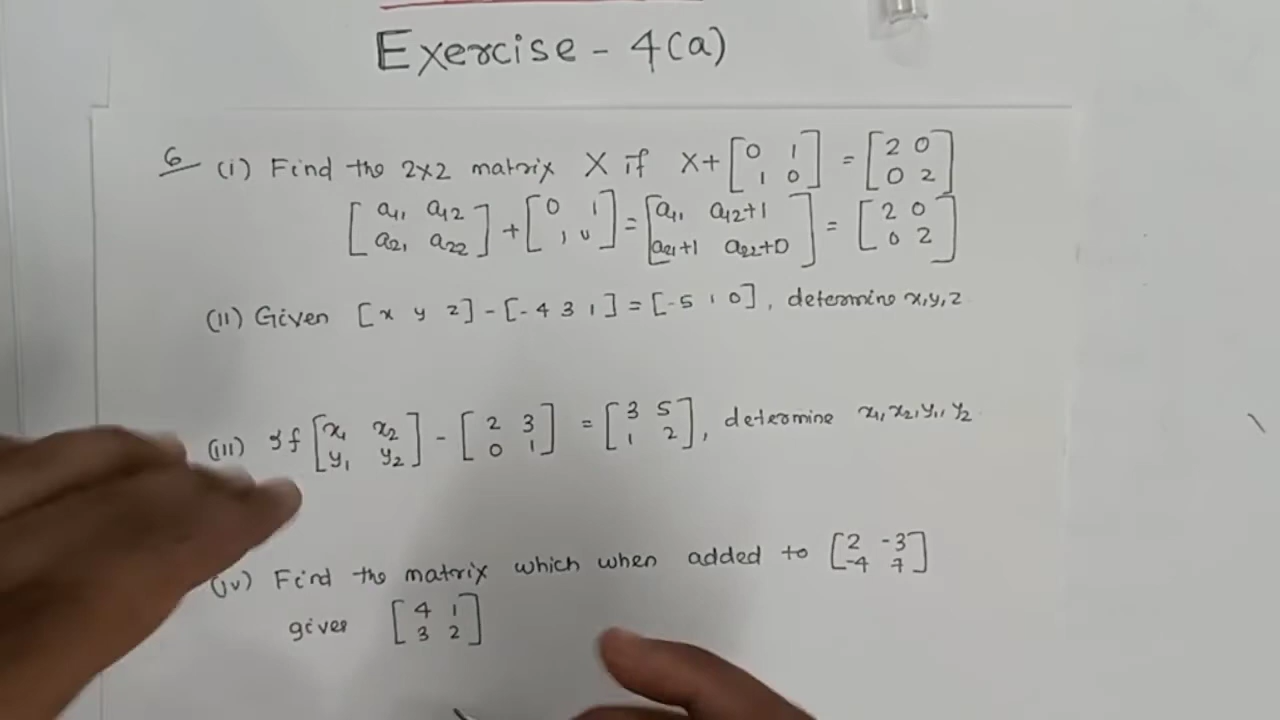 Exercise - 4(a)
6 (i) Find the 2x2 matrix X if X + [0 1; 1 0] = [2 0; 0 2]
[a11 a12; a21 a22] + [0 1; 1 0] = [a11 a12+1; a21+1 a22+0] = [2 0; 0 2]
(ii) Given [x y z] - [-4 3 1] = [-5 1 0], determine x,y,z
(iii) If [x1 x2; y1 y2] - [2 3; 0 1] = [3 5; 1 2], determine x1, x2, y1, y2
(iv) Find the matrix which when added to [2 -3; -4 7]
gives [4 1; 3 2]